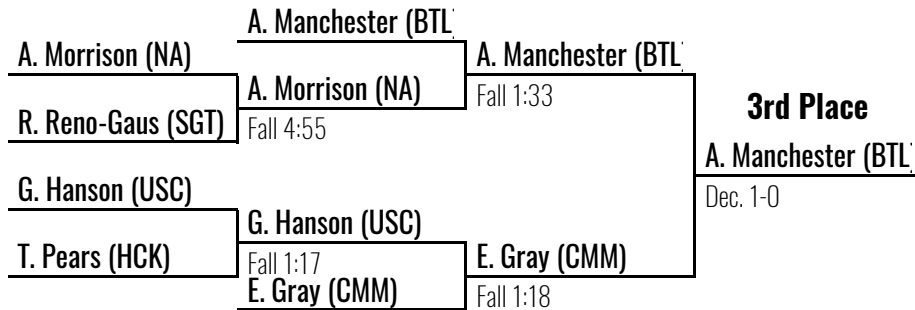 A. Manchester (BTL)
A. Morrison (NA)
A. Manchester (BTL)
A. Morrison (NA)
Fall 1:33
3rd Place
R. Reno-Gaus (SGT)
Fall 4:55
A. Manchester (BTL)
G. Hanson (USC)
Dec. 1-0
G. Hanson (USC)
T. Pears (HCK)
Fall 1:17
E. Gray (CMM)
E. Gray (CMM)
Fall 1:18